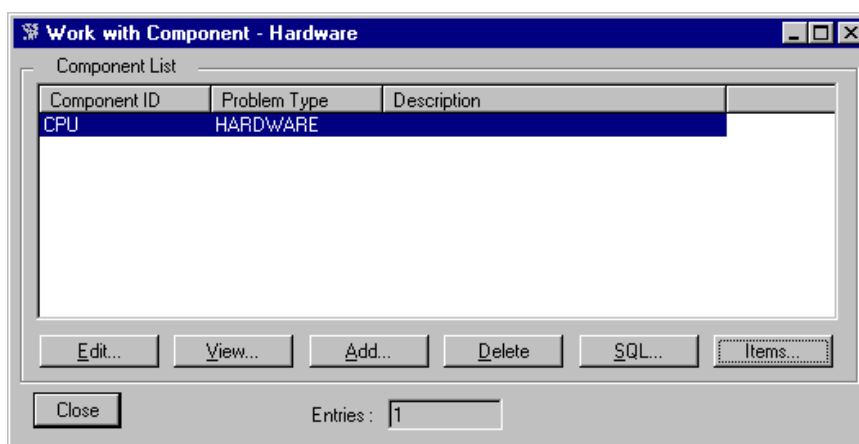 Work with Component - Hardware
Component List
Component ID Problem Type Description
CPU HARDWARE
Edit... View... Add... Delete SQL... Items...
Close Entries : 1